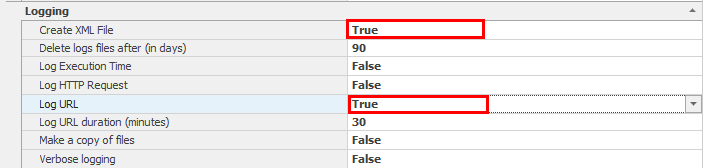 Logging
Create XML File True
Delete logs files after (in days) 90
Log Execution Time False
Log HTTP Request False
Log URL True
Log URL duration (minutes) 30
Make a copy of files False
Verbose logging False